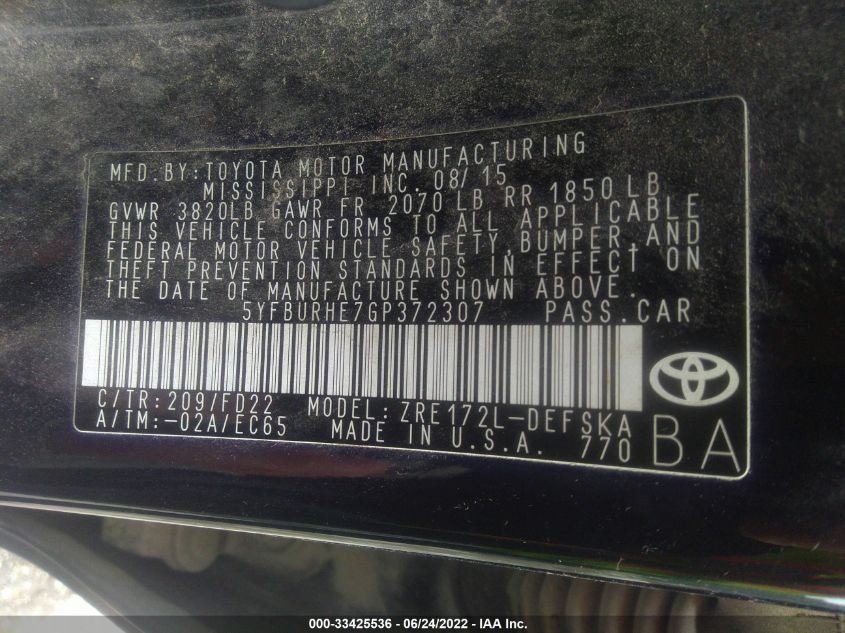 MFD.BY:TOYOTA MOTOR MANUFACTURING
MISSISSIPPI INC. 08/15
GVWR 3820LB GAWR FR 2070 LB RR 1850 LB
THIS VEHICLE CONFORMS TO ALL APPLICABLE
FEDERAL MOTOR VEHICLE SAFETY, BUMPER, AND
THEFT PREVENTION STANDARDS IN EFFECT ON
THE DATE OF MANUFACTURE SHOWN ABOVE.
5YFBURHE7GP372307 PASS.CAR
C/TR:209/FD22 MODEL:ZRE172L-DEFSKA
A/TM:-02A/EC65 MADE IN U.S.A. 770
BA
000-33425536 - 06/24/2022 - IAA Inc.